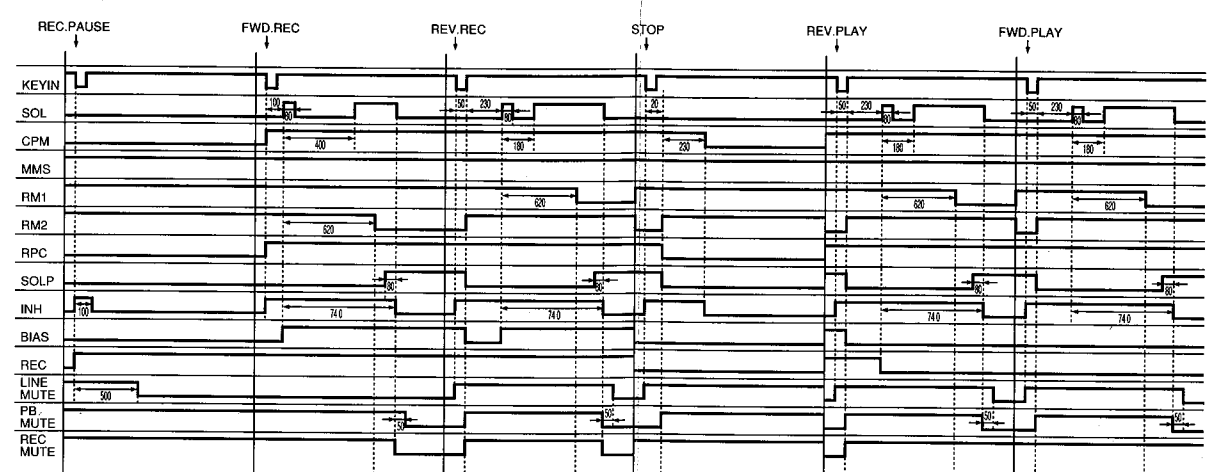 REC.PAUSE FWD.REC REV.REC STOP REV.PLAY FWD.PLAY
KEYIN
100 50 230 20 50 230 50 230
SOL
80 80 80 80
CPM
400 180 230 180 180
MMS
RM1
620 620 620
RM2
620
RPC
SOLP
80 80 80 80
INH
100 740 740 740 740
BIAS
REC
LINE
MUTE
500
PB.
MUTE
50 50 50 50
REC
MUTE